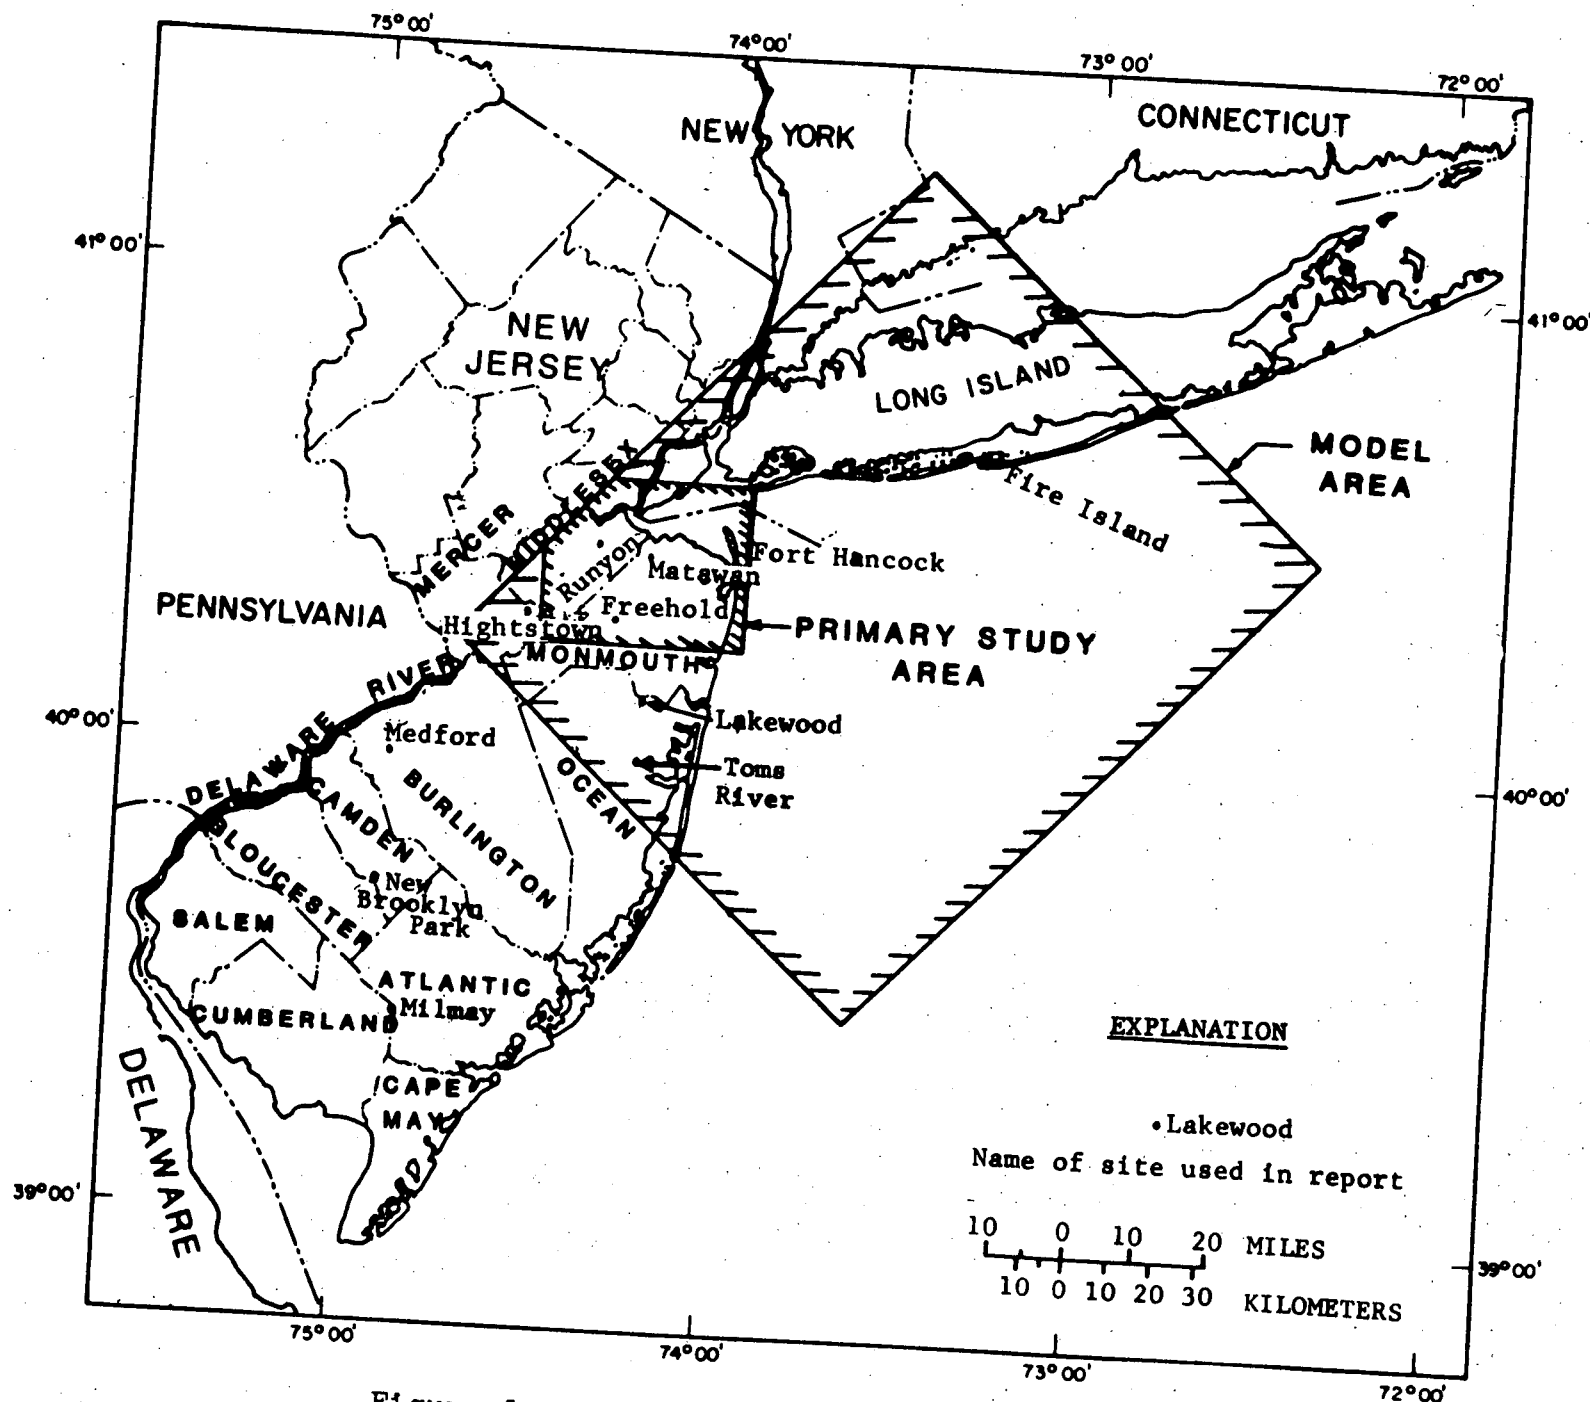 75°00'
74°00'
73°00'
72°00'
NEW YORK
CONNECTICUT
41°00'
41°00'
NEW
JERSEY
LONG ISLAND
MODEL
AREA
Fire Island
MIDDLESEX
MERCER
Runyon
Fort Hancock
Matawan
PENNSYLVANIA
Freehold
Hightstown
PRIMARY STUDY
AREA
MONMOUTH
DELAWARE RIVER
40°00'
Lakewood
Medford
Toms
River
OCEAN
BURLINGTON
40°00'
CAMDEN
GLOUCESTER
New
Brooklyn
Park
SALEM
ATLANTIC
Milmay
CUMBERLAND
EXPLANATION
DELAWARE
CAPE
MAY
•Lakewood
Name of site used in report
39°00'
10 0 10 20 MILES
10 0 10 20 30 KILOMETERS
39°00'
75°00'
74°00'
73°00'
72°00'